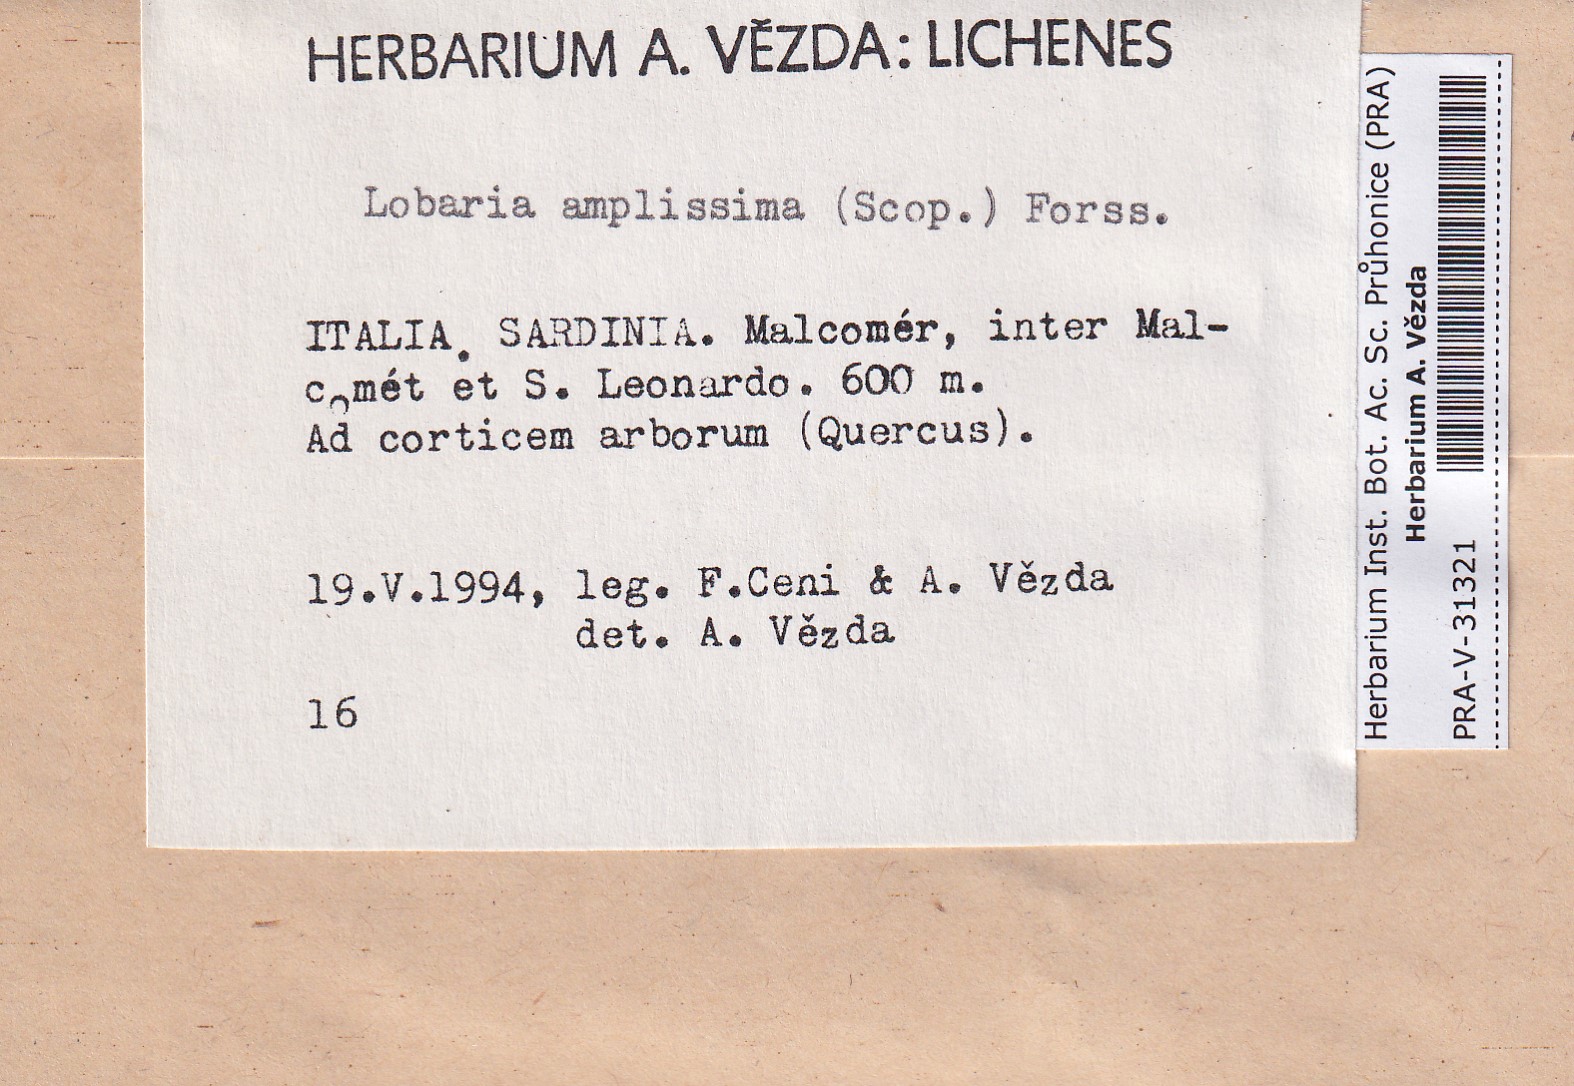 HERBARIUM A. VĚZDA: LICHENES
Lobaria amplissima (Scop.) Forss.
ITALIA. SARDINIA. Malcomér, inter Mal-
comét et S. Leonardo. 600 m.
Ad corticem arborum (Quercus).
19.V.1994, leg. F.Ceni & A. Vězda
det. A. Vězda
16
Herbarium Inst. Bot. Ac. Sc. Průhonice (PRA)
Herbarium A. Vězda
PRA-V-31321